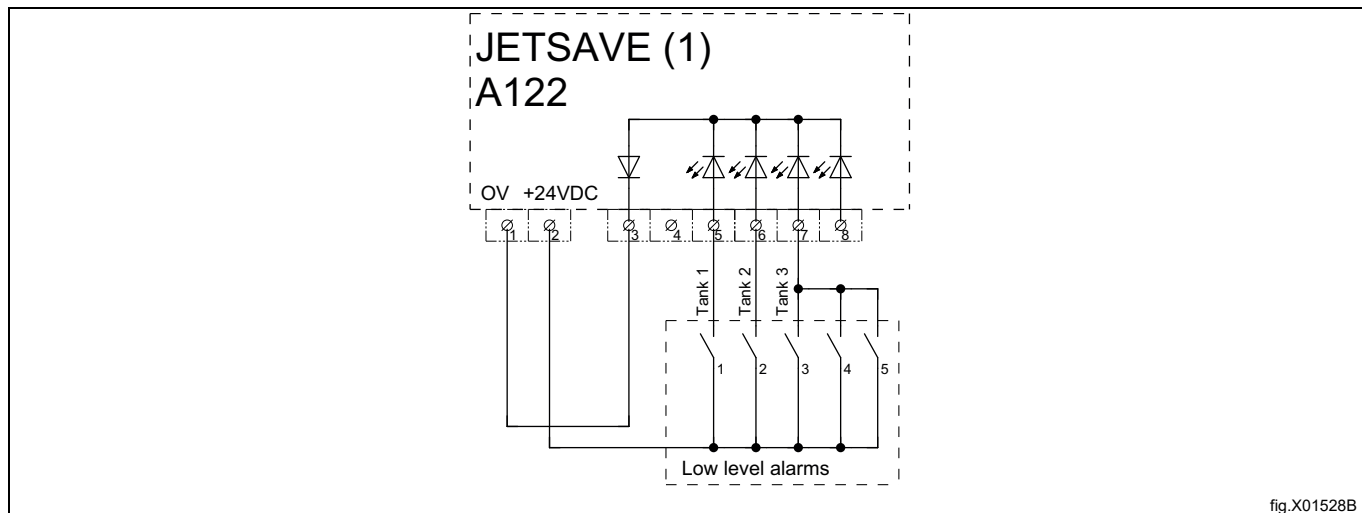 JETSAVE (1)
A122
OV +24VDC
1 2 3 4 5 6 7 8
Tank 1
Tank 2
Tank 3
1 2 3 4 5
Low level alarms
fig.X01528B